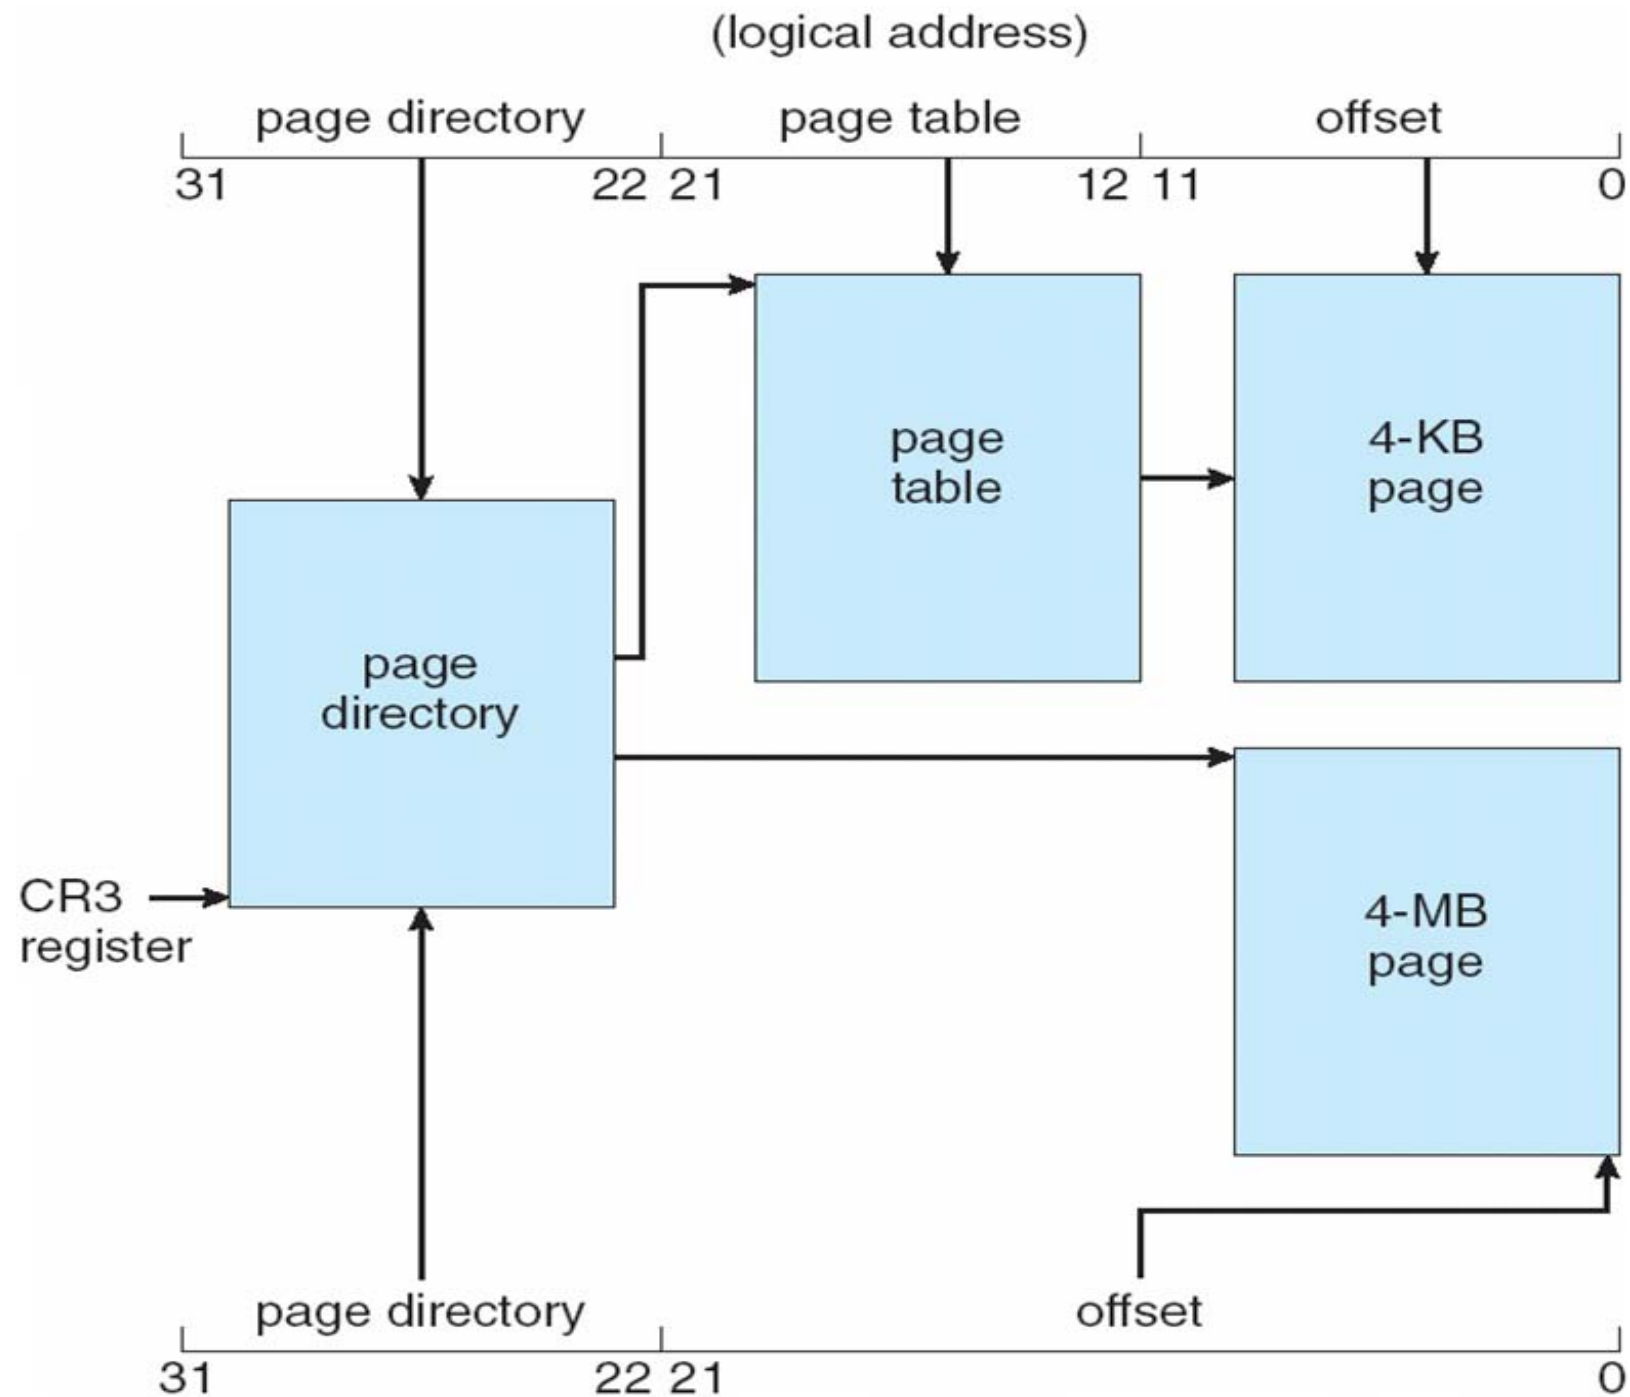 (logical address)
page directory page table offset
31 22 21 12 11 0
page
table
4-KB
page
page
directory
CR3
register
4-MB
page
page directory offset
31 22 21 0